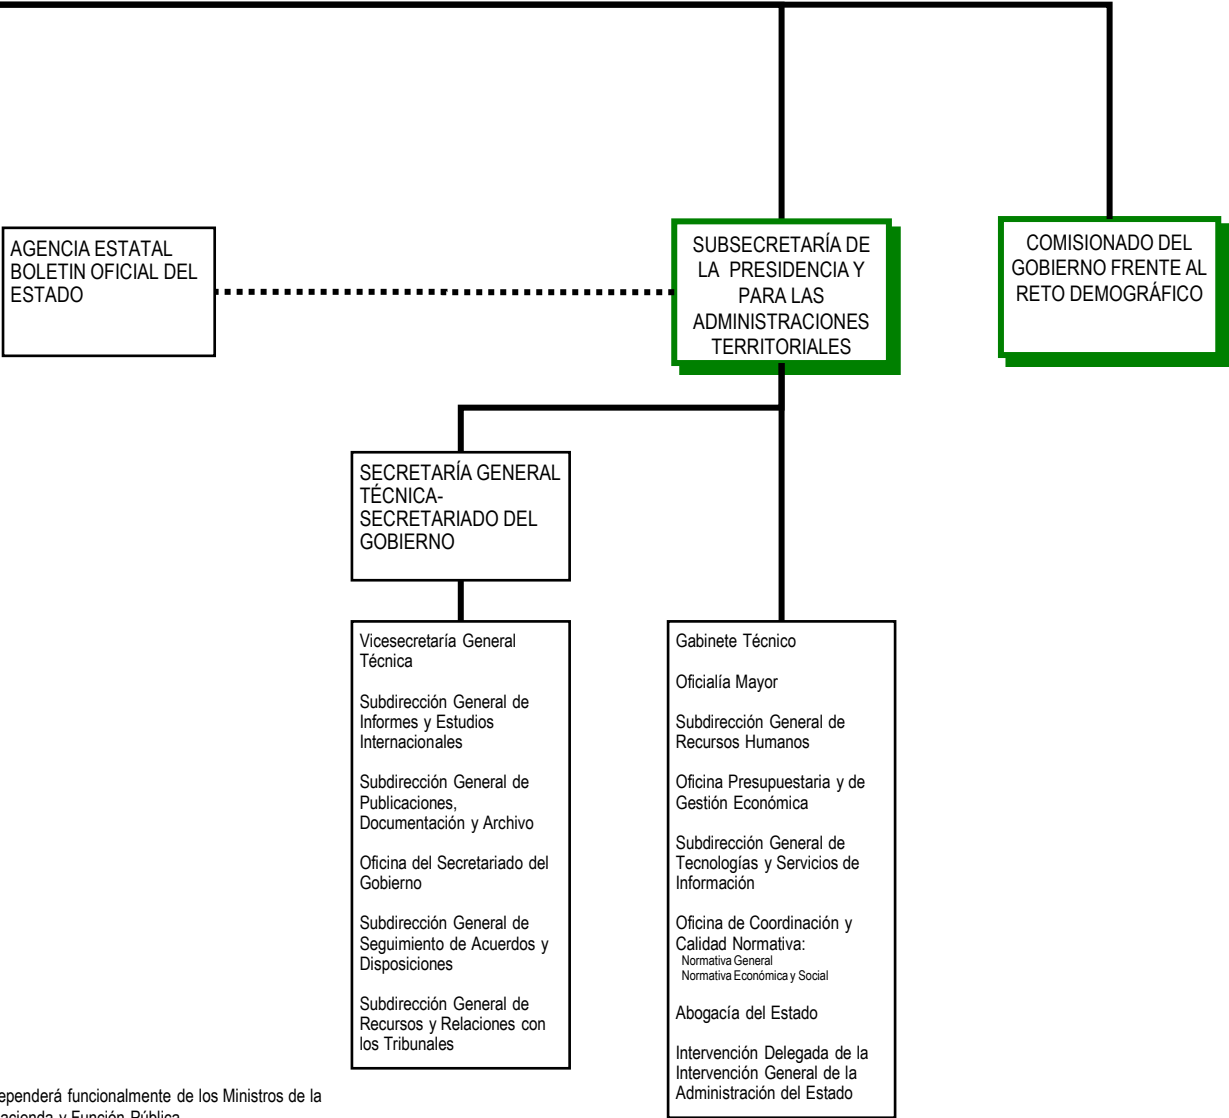 AGENCIA ESTATAL
BOLETIN OFICIAL DEL
ESTADO
SUBSECRETARÍA DE
LA PRESIDENCIA Y
PARA LAS
ADMINISTRACIONES
TERRITORIALES
COMISIONADO DEL
GOBIERNO FRENTE AL
RETO DEMOGRÁFICO
SECRETARÍA GENERAL
TÉCNICA-
SECRETARIADO DEL
GOBIERNO
Vicesecretaría General
Técnica
Subdirección General de
Informes y Estudios
Internacionales
Subdirección General de
Publicaciones,
Documentación y Archivo
Oficina del Secretariado del
Gobierno
Subdirección General de
Seguimiento de Acuerdos y
Disposiciones
Subdirección General de
Recursos y Relaciones con
los Tribunales
Gabinete Técnico
Oficialía Mayor
Subdirección General de
Recursos Humanos
Oficina Presupuestaria y de
Gestión Económica
Subdirección General de
Tecnologías y Servicios de
Información
Oficina de Coordinación y
Calidad Normativa:
Normativa General
Normativa Económica y Social
Abogacía del Estado
Intervención Delegada de la
Intervención General de la
Administración del Estado
ependerá funcionalmente de los Ministros de la
acienda y Función Pública